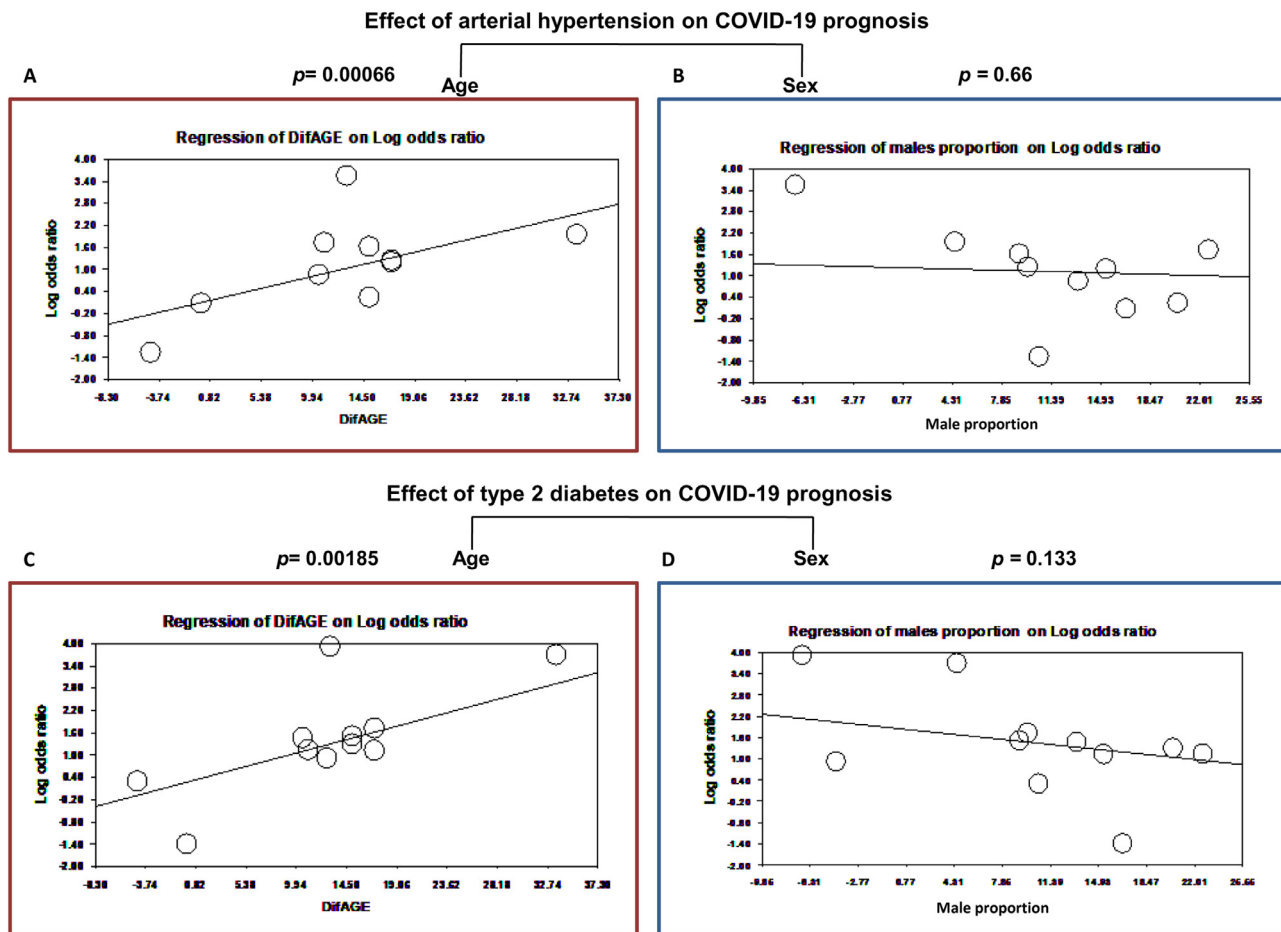 Effect of arterial hypertension on COVID-19 prognosis
A
p= 0.00066
Age
B
Sex
p = 0.66
Regression of DifAGE on Log odds ratio
Log odds ratio
4.00
3.40
2.80
2.20
1.60
1.00
0.40
-0.20
-0.80
-1.40
-2.00
-8.30 -3.74 0.82 5.38 9.94 14.50 19.06 23.62 28.18 32.74 37.30
DifAGE
Regression of males proportion on Log odds ratio
Log odds ratio
4.00
3.40
2.80
2.20
1.60
1.00
0.40
-0.20
-0.80
-1.40
-2.00
-9.85 -6.31 -2.77 0.77 4.31 7.85 11.39 14.93 18.47 22.01 25.55
Male proportion
Effect of type 2 diabetes on COVID-19 prognosis
C
p= 0.00185
Age
D
Sex
p = 0.133
Regression of DifAGE on Log odds ratio
Log odds ratio
4.00
3.40
2.80
2.20
1.60
1.00
0.40
-0.20
-0.80
-1.40
-2.00
-8.30 -3.74 0.82 5.38 9.94 14.50 19.06 23.62 28.18 32.74 37.30
DifAGE
Regression of males proportion on Log odds ratio
Log odds ratio
4.00
3.40
2.80
2.20
1.60
1.00
0.40
-0.20
-0.80
-1.40
-2.00
-2.77 0.77 4.31 11.39 14.93 18.47 22.01
Male proportion